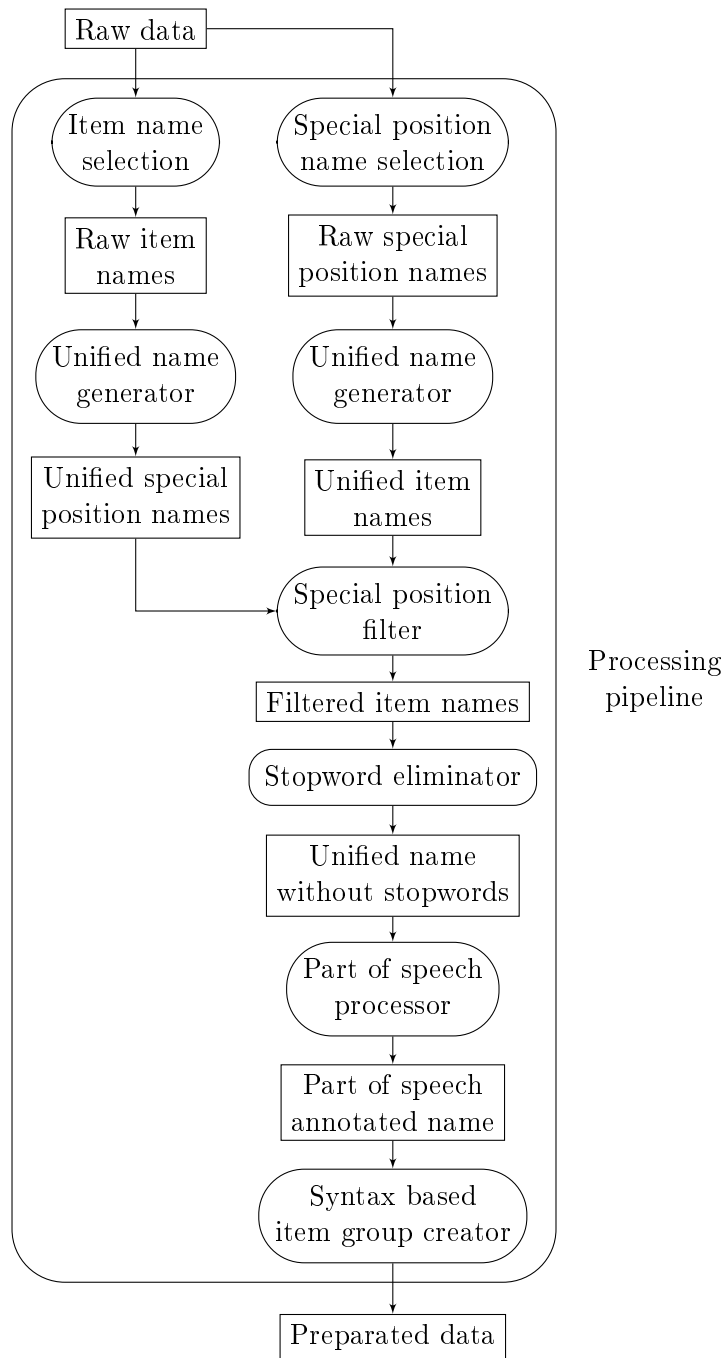 Raw data
Item name
selection
Special position
name selection
Raw item
names
Raw special
position names
Unified name
generator
Unified name
generator
Unified special
position names
Unified item
names
Special position
filter
Processing
pipeline
Filtered item names
Stopword eliminator
Unified name
without stopwords
Part of speech
processor
Part of speech
annotated name
Syntax based
item group creator
Preparated data